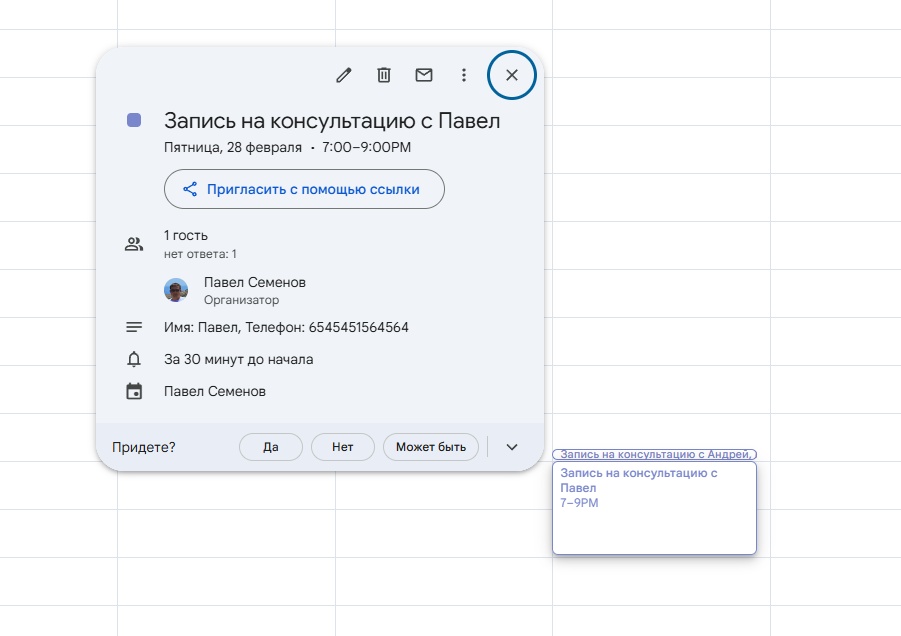 Запись на консультацию с Павел
Пятница, 28 февраля · 7:00–9:00PM
Пригласить с помощью ссылки
1 гость
нет ответа: 1
Павел Семенов
Организатор
Имя: Павел, Телефон: 6545451564564
За 30 минут до начала
Павел Семенов
Придете? Да Нет Может быть
Запись на консультацию с Андрей,
Запись на консультацию с
Павел
7–9PM